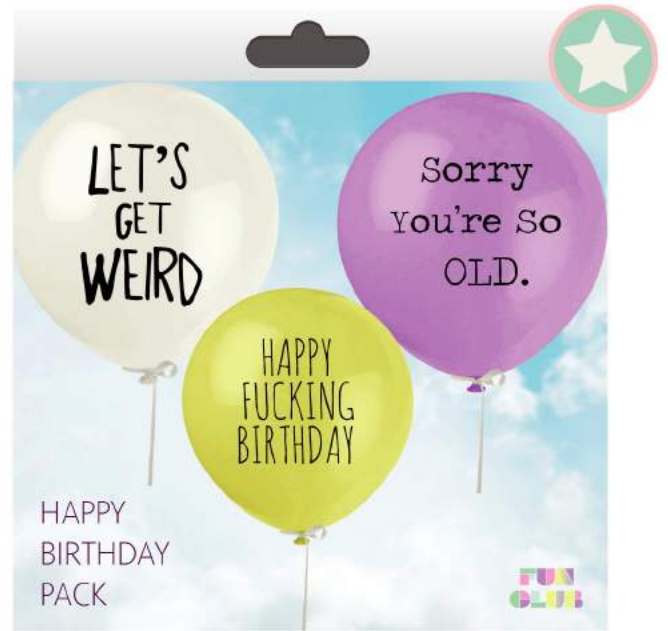 LET'S
GET
WEIRD
Sorry
You're So
OLD.
HAPPY
FUCKING
BIRTHDAY
HAPPY
BIRTHDAY
PACK
FUN
CLUB